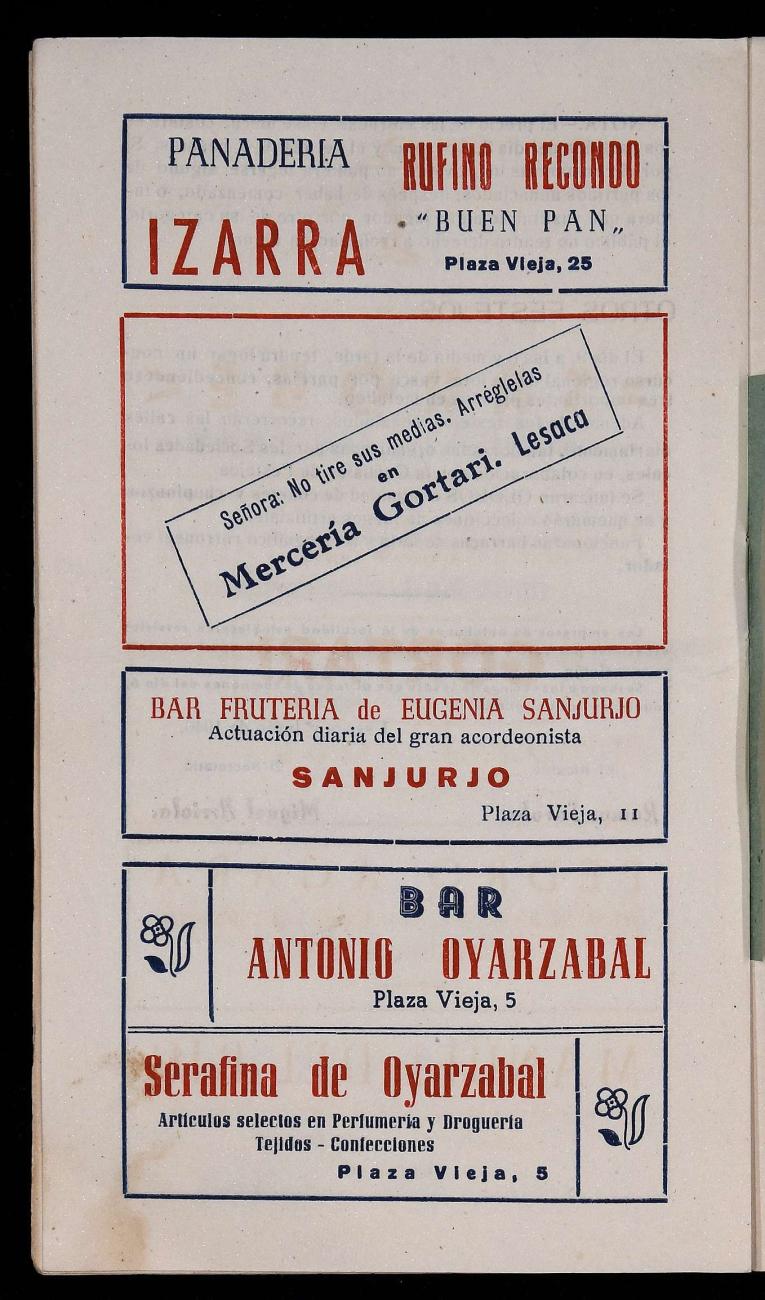 PANADERIA
IZARRA
RUFINO RECONDO
"BUEN PAN„
Plaza Vieja, 25
Señora: No tire sus medias. Arréglelas
en
Mercería Gortari. Lesaca
BAR FRUTERIA de EUGENIA SANJURJO
Actuación diaria del gran acordeonista
SANJURJO
Plaza Vieja, 11
BAR
ANTONIO OYARZABAL
Plaza Vieja, 5
Serafina de Oyarzabal
Artículos selectos en Perfumería y Droguería
Tejidos - Confecciones
Plaza Vieja, 5